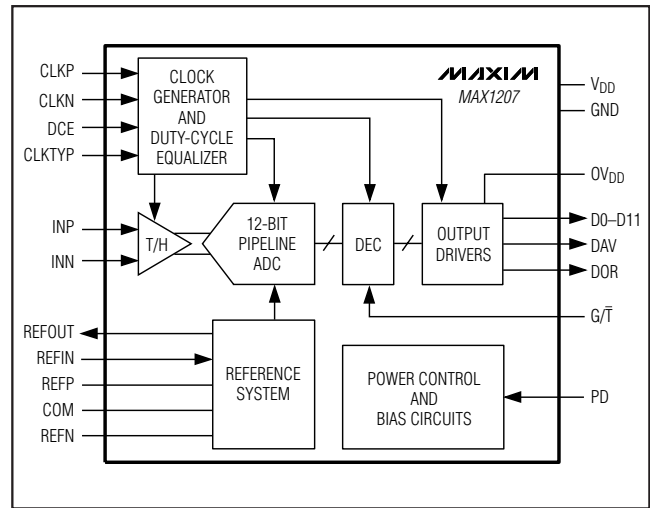 CLKP
CLKN
DCE
CLKTYP
CLOCK
GENERATOR
AND
DUTY-CYCLE
EQUALIZER
MAXIM
MAX1207
VDD
GND
OVDD
INP
INN
T/H
12-BIT
PIPELINE
ADC
DEC
OUTPUT
DRIVERS
D0–D11
DAV
DOR
G/T̅
REFOUT
REFIN
REFP
COM
REFN
REFERENCE
SYSTEM
POWER CONTROL
AND
BIAS CIRCUITS
PD